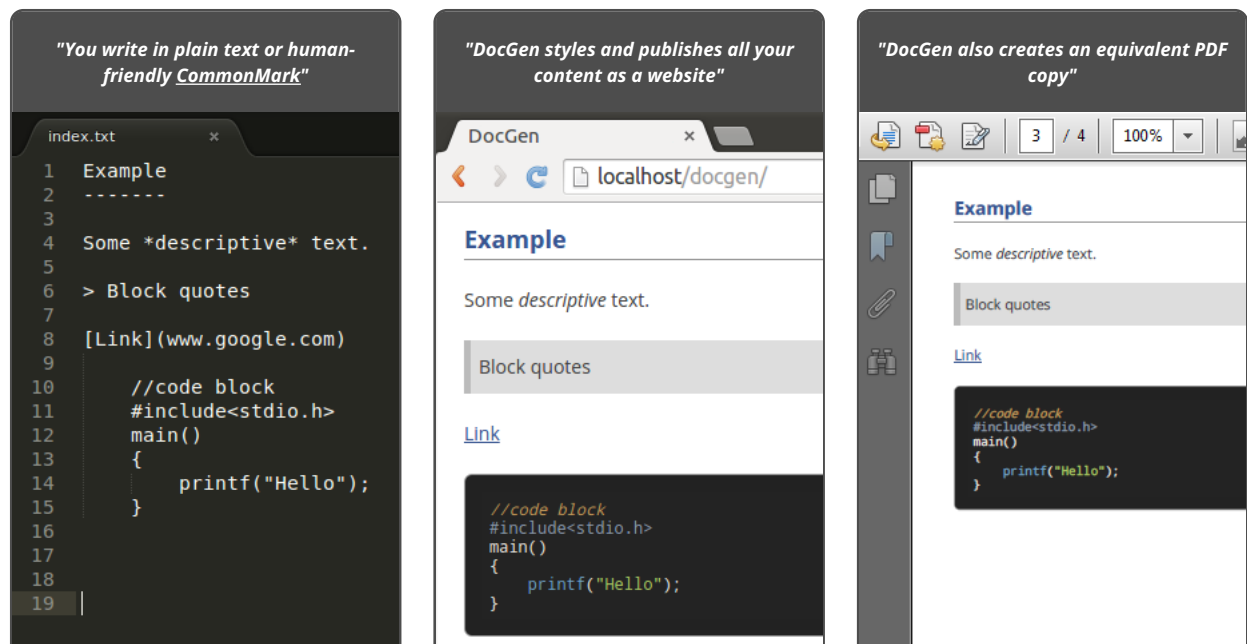 "You write in plain text or human-
friendly CommonMark"
index.txt ×
1 Example
2 -------
3
4 Some *descriptive* text.
5
6 > Block quotes
7
8 [Link](www.google.com)
9
10 //code block
11 #include<stdio.h>
12 main()
13 {
14 printf("Hello");
15 }
16
17
18
19
"DocGen styles and publishes all your
content as a website"
DocGen ×
localhost/docgen/
Example
Some descriptive text.
Block quotes
Link
//code block
#include<stdio.h>
main()
{
printf("Hello");
}
"DocGen also creates an equivalent PDF
copy"
3 / 4 100%
Example
Some descriptive text.
Block quotes
Link
//code block
#include<stdio.h>
main()
{
printf("Hello");
}